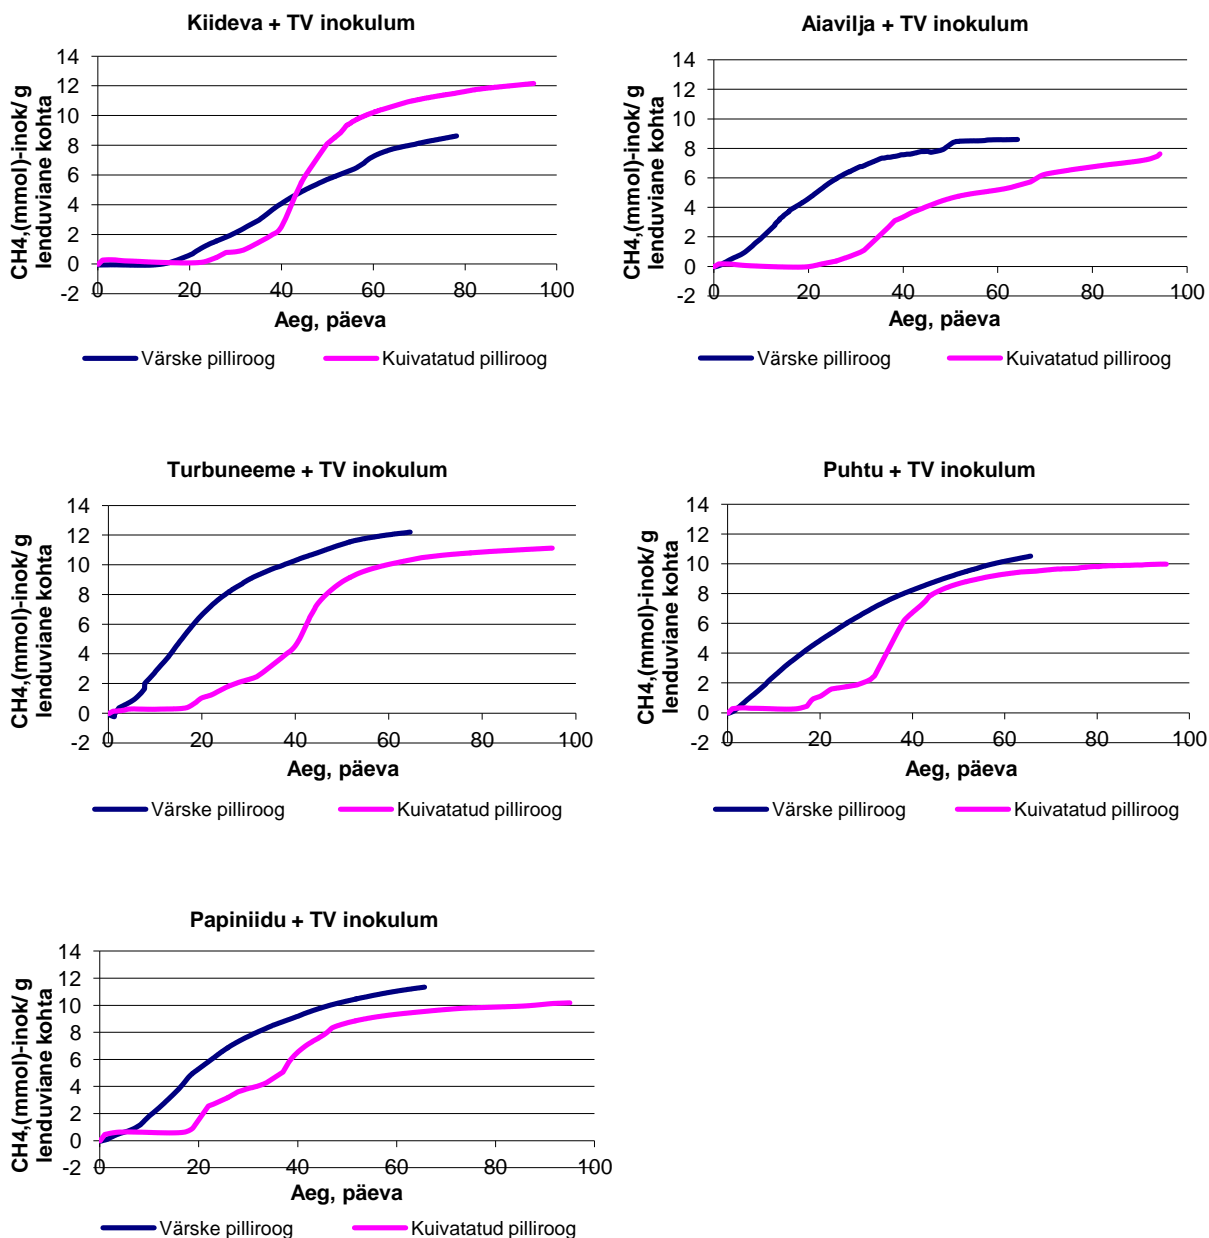 Kiideva + TV inokulum
CH4,(mmol)-inok/ g
lenduviane kohta
14
12
10
8
6
4
2
0
-2
0 20 40 60 80 100
Aeg, päeva
Värske pilliroog Kuivatatud pilliroog
Aiavilja + TV inokulum
CH4,(mmol)-inok/ g
lenduviane kohta
14
12
10
8
6
4
2
0
-2
0 20 40 60 80 100
Aeg, päeva
Värske pilliroog Kuivatatud pilliroog
Turbuneeme + TV inokulum
CH4,(mmol)-inok/ g
lenduviane kohta
14
12
10
8
6
4
2
0
-2
0 20 40 60 80 100
Aeg, päeva
Värske pilliroog Kuivatatud pilliroog
Puhtu + TV inokulum
CH4,(mmol)-inok/ g
lenduviane kohta
14
12
10
8
6
4
2
0
-2
0 20 40 60 80 100
Aeg, päeva
Värske pilliroog Kuivatatud pilliroog
Papiniidu + TV inokulum
CH4,(mmol)-inok/ g
lenduviane kohta
14
12
10
8
6
4
2
0
-2
0 20 40 60 80 100
Aeg, päeva
Värske pilliroog Kuivatatud pilliroog